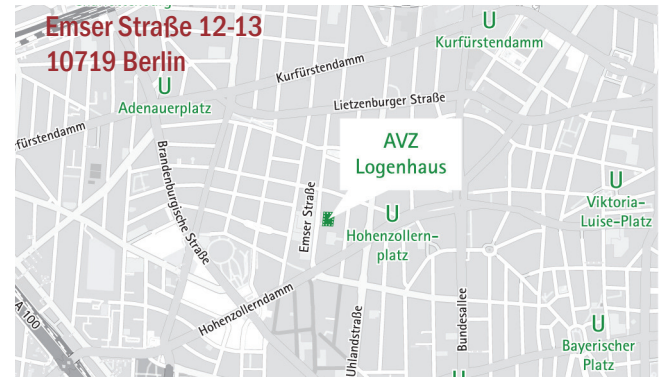 Emser Straße 12-13
10719 Berlin
U
Kurfürstendamm
Kurfürstendamm
U
Adenauerplatz
Lietzenburger Straße
fürstendamm
AVZ
Logenhaus
Brandenburgische Straße
Emser Straße
U
Hohenzollern-
platz
U
Viktoria-
Luise-Platz
Hohenzollerndamm
Uhlandstraße
Bundesallee
A 100
U
Bayerischer
Platz
U